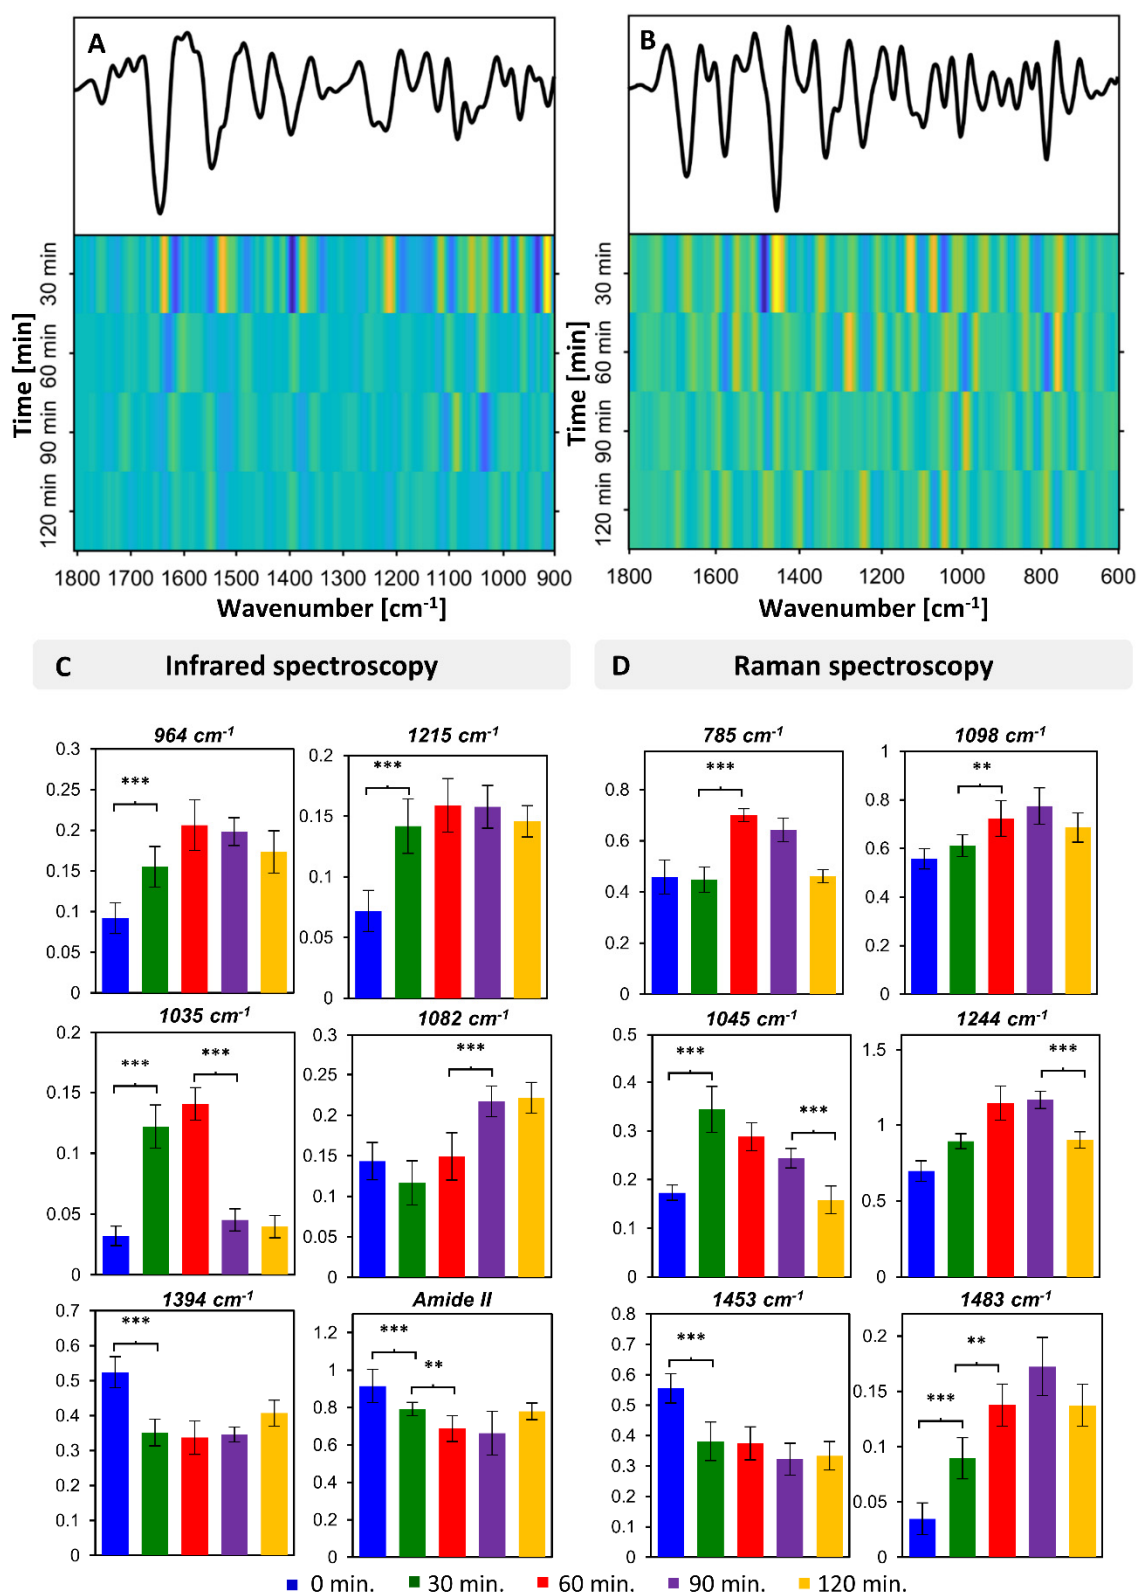 A
B
Time [min]
30 min
60 min
90 min
120 min
1800 1700 1600 1500 1400 1300 1200 1100 1000 900
Wavenumber [cm-1]
Time [min]
30 min
60 min
90 min
120 min
1800 1600 1400 1200 1000 800 600
Wavenumber [cm-1]
C Infrared spectroscopy
D Raman spectroscopy
964 cm-1
0.3
0.25
0.2
0.15
0.1
0.05
0
***
1215 cm-1
0.2
0.15
0.1
0.05
0
***
785 cm-1
0.8
0.6
0.4
0.2
0
***
1098 cm-1
1
0.8
0.6
0.4
0.2
0
**
1035 cm-1
0.2
0.15
0.1
0.05
0
***
***
1082 cm-1
0.3
0.25
0.2
0.15
0.1
0.05
0
***
1045 cm-1
0.5
0.4
0.3
0.2
0.1
0
***
***
1244 cm-1
1.5
1
0.5
0
***
1394 cm-1
0.7
0.6
0.5
0.4
0.3
0.2
0.1
0
***
Amide II
1.2
1
0.8
0.6
0.4
0.2
0
***
**
1453 cm-1
0.8
0.7
0.6
0.5
0.4
0.3
0.2
0.1
0
***
1483 cm-1
0.2
0.15
0.1
0.05
0
***
**
0 min. 30 min. 60 min. 90 min. 120 min.